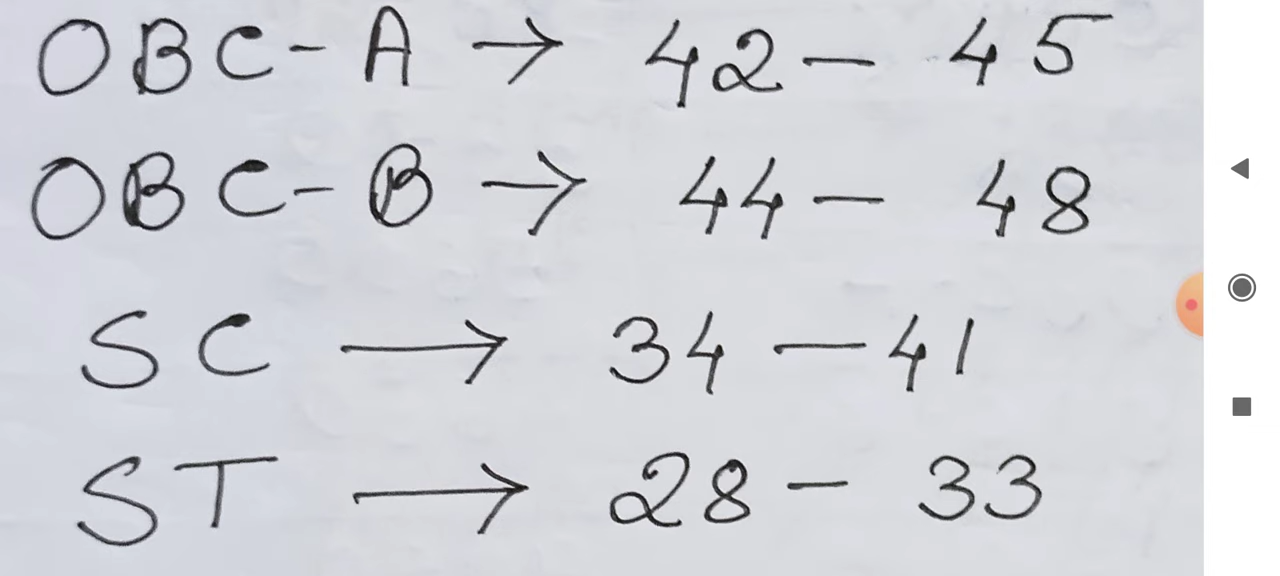 OBC-A → 42 - 45
OBC-B → 44 - 48
SC → 34 - 41
ST → 28 - 33